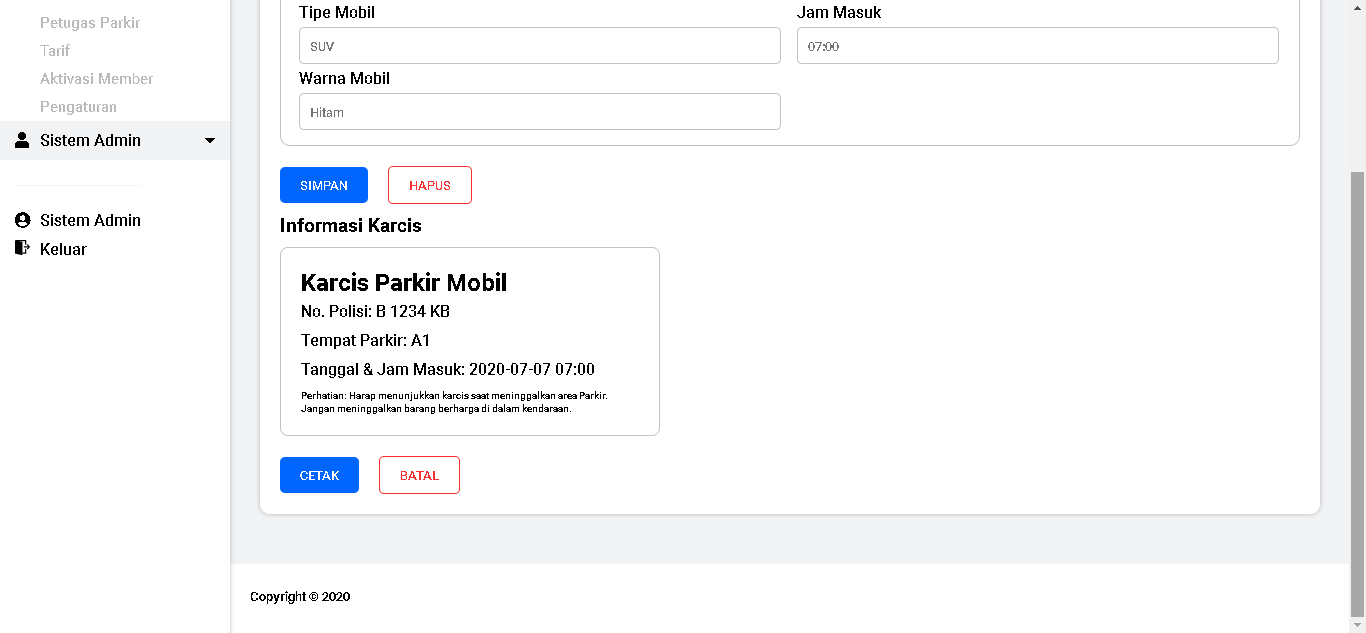 Petugas Parkir
Tarif
Aktivasi Member
Pengaturan
Sistem Admin
Sistem Admin
Keluar
Tipe Mobil
SUV
Jam Masuk
07:00
Warna Mobil
Hitam
SIMPAN
HAPUS
Informasi Karcis
Karcis Parkir Mobil
No. Polisi: B 1234 KB
Tempat Parkir: A1
Tanggal & Jam Masuk: 2020-07-07 07:00
Perhatian: Harap menunjukkan karcis saat meninggalkan area Parkir.
Jangan meninggalkan barang berharga di dalam kendaraan.
CETAK
BATAL
Copyright © 2020